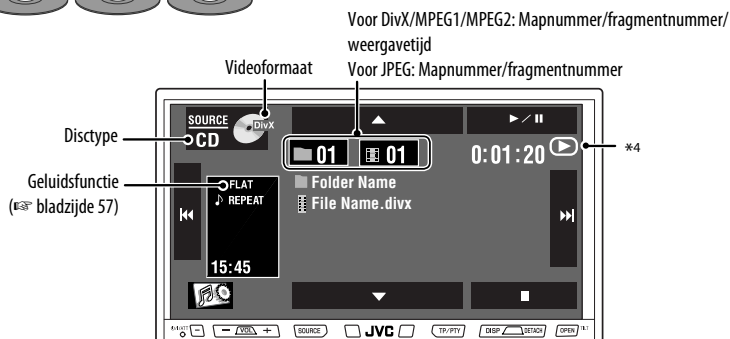 Voor DivX/MPEG1/MPEG2: Mapnummer/fragmentnummer/
weergavetijd
Voor JPEG: Mapnummer/fragmentnummer
Videoformaat
Disctype
Geluidsfunctie
(☞ bladzijde 57)
SOURCE
CD
DivX
01 01
0:01:20
*4
FLAT
REPEAT
Folder Name
File Name.divx
15:45
− VOL +
SOURCE
JVC
TP/PTY
DISP
DETACH
OPEN